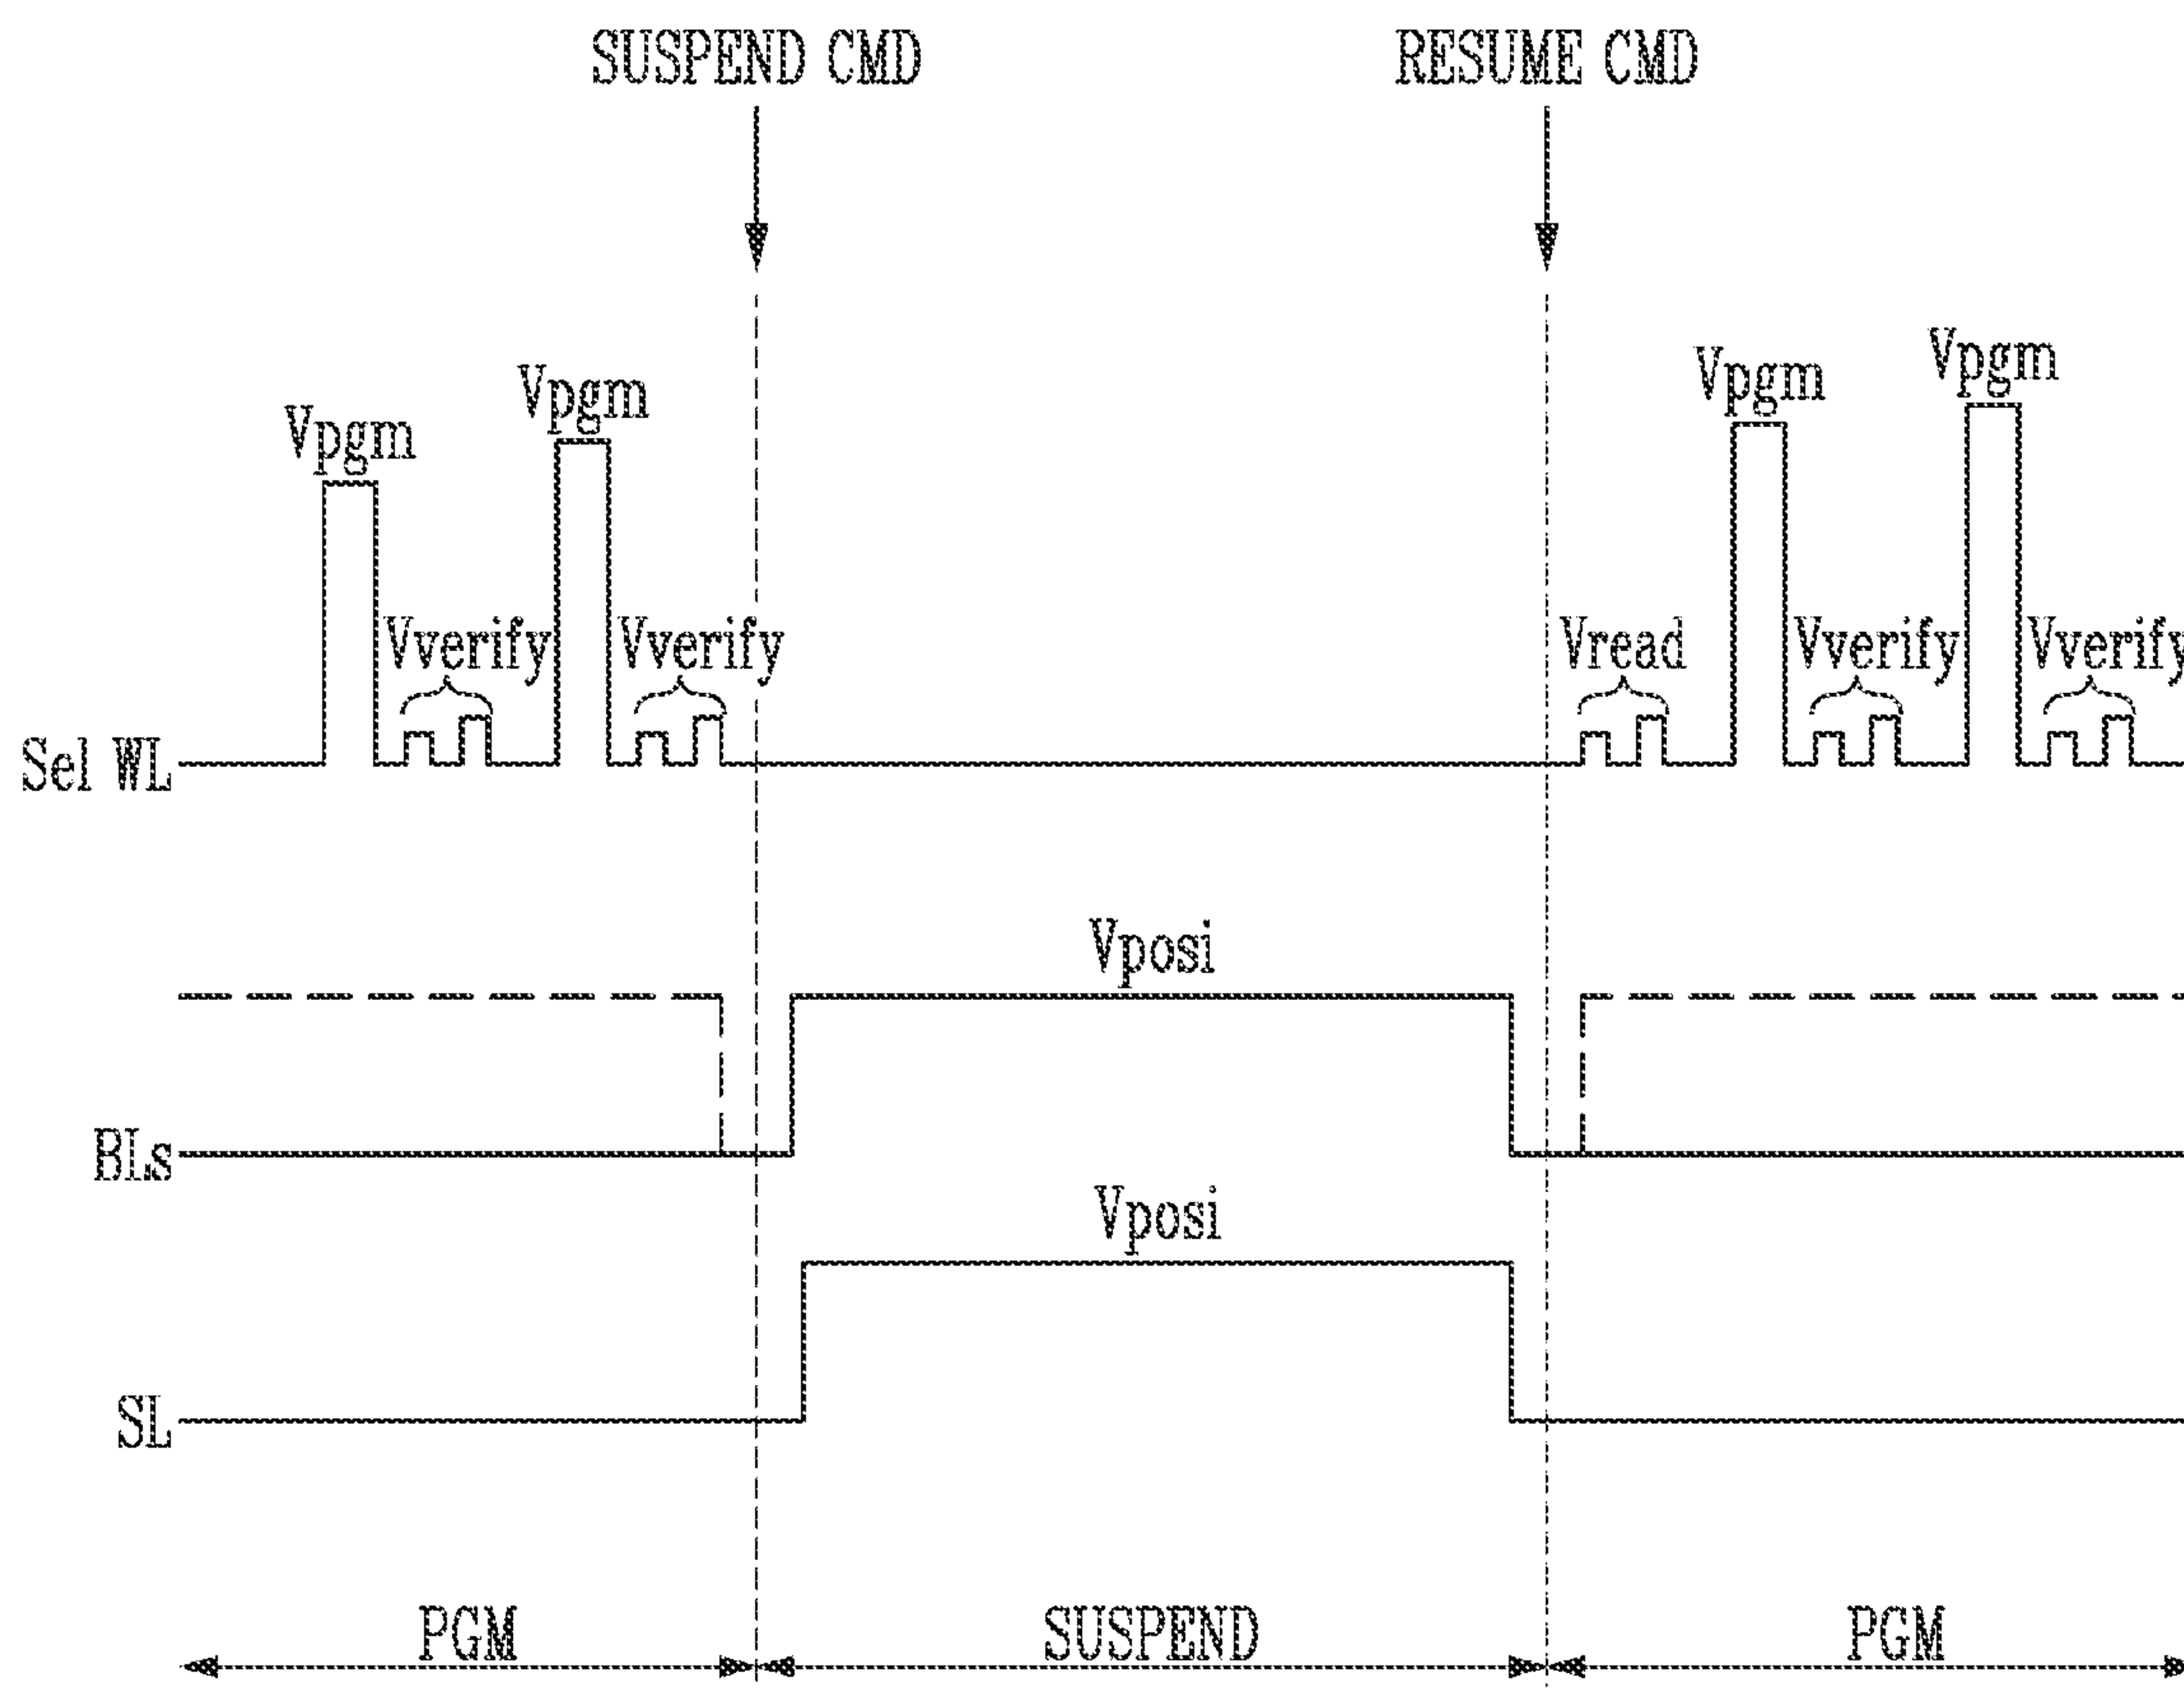 SUSPEND CMD
RESUME CMD
Vpgm
Vpgm
Vpgm
Vpgm
Vverify
Vverify
Vread
Vverify
Vverify
Sel WL
Vposi
BLs
Vposi
SL
PGM
SUSPEND
PGM